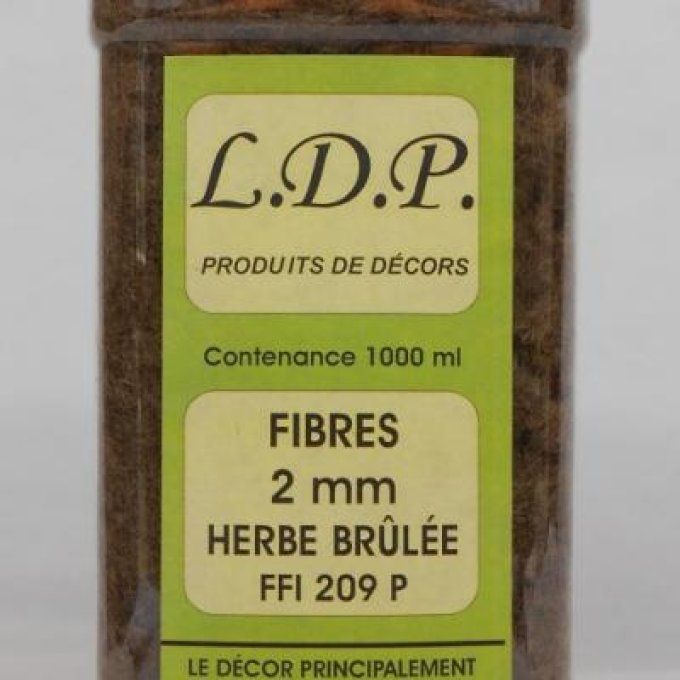 L.D.P.
PRODUITS DE DÉCORS
Contenance 1000 ml
FIBRES
2 mm
HERBE BRÛLÉE
FFI 209 P
LE DÉCOR PRINCIPALEMENT